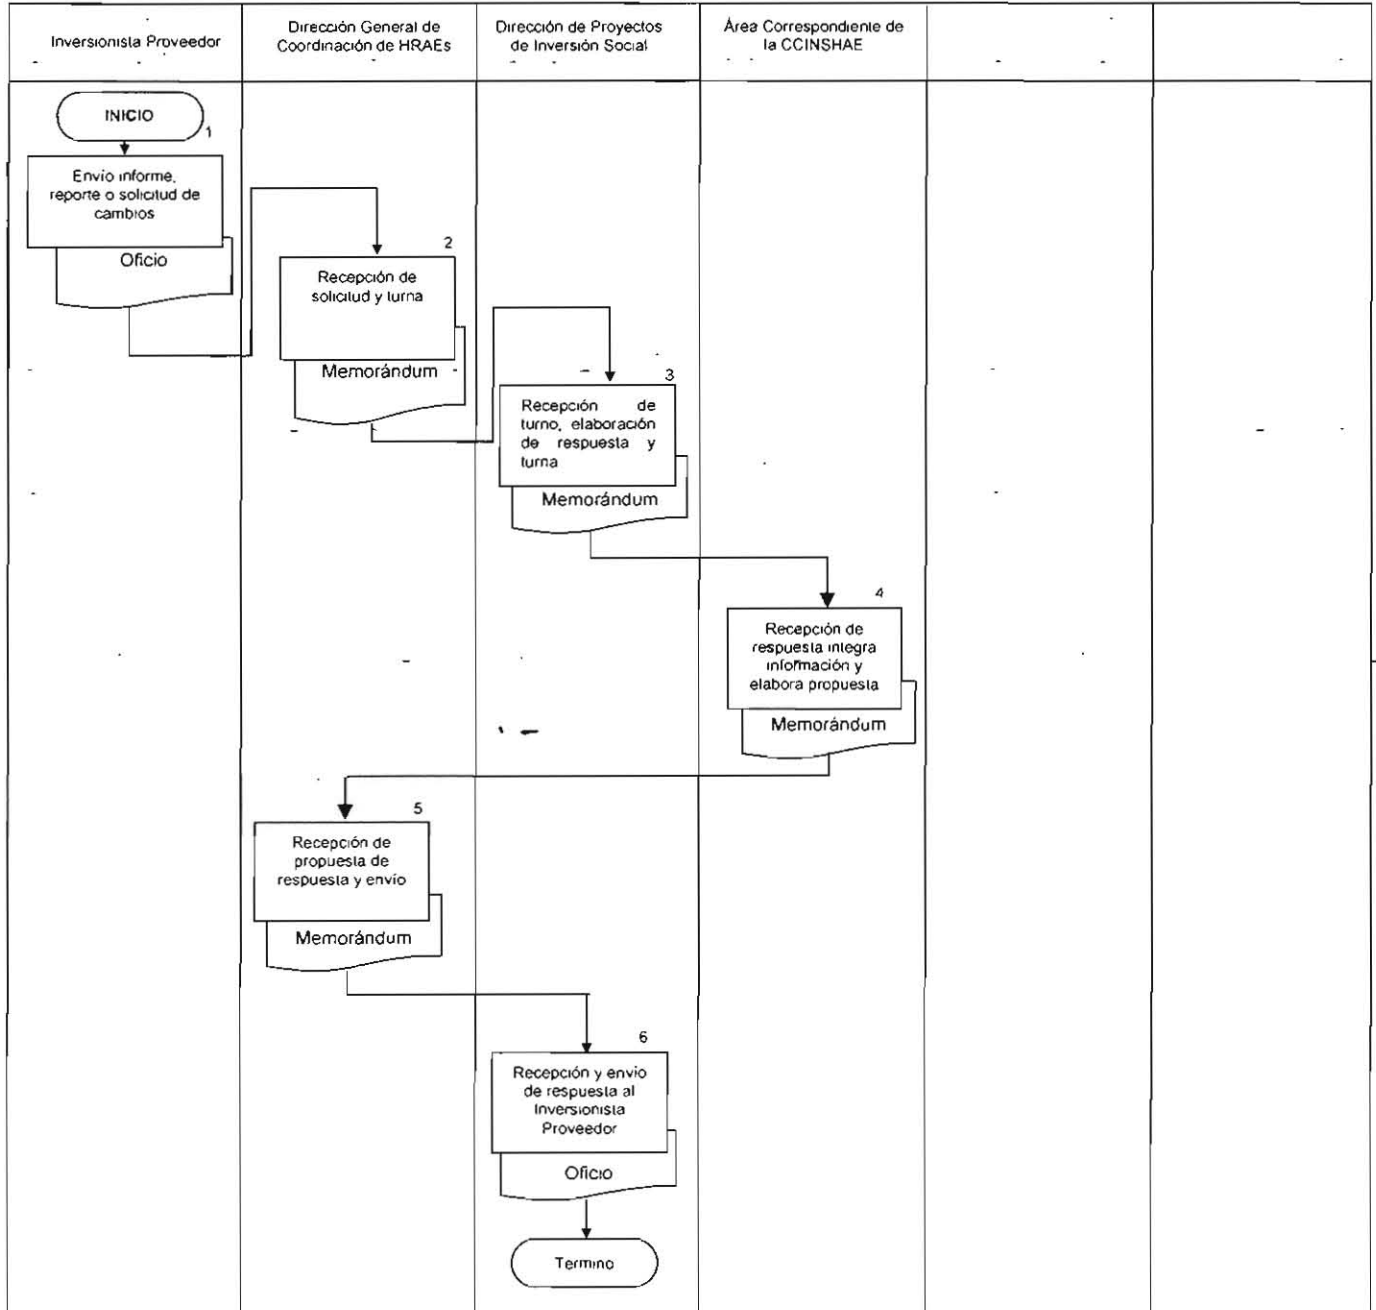 Inversionista Proveedor
Dirección General de
Coordinación de HRAEs
Dirección de Proyectos
de Inversión Social
Área Correspondiente de
la CCINSHAE
INICIO
1
Envío informe,
reporte o solicitud de
cambios
Oficio
2
Recepción de
solicitud y turna
Memorándum
3
Recepción de
turno, elaboración
de respuesta y
turna
Memorándum
4
Recepción de
respuesta integra
información y
elabora propuesta
Memorándum
5
Recepción de
propuesta de
respuesta y envío
Memorándum
6
Recepción y envío
de respuesta al
Inversionista
Proveedor
Oficio
Termino